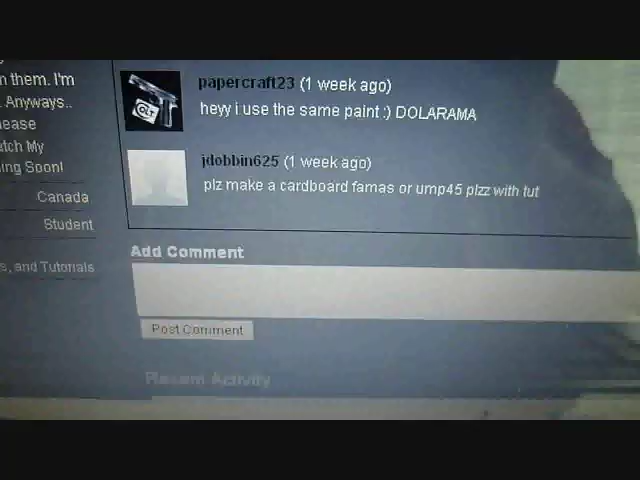 n them. I'm
. Anyways..
ease
tch My
ng Soon!
Canada
Student
s, and Tutorials
papercraft23 (1 week ago)
heyy i use the same paint :) DOLARAMA
COLT
jdobbin625 (1 week ago)
plz make a cardboard famas or ump45 plzz with tut
Add Comment
Post Comment
Recent Activity